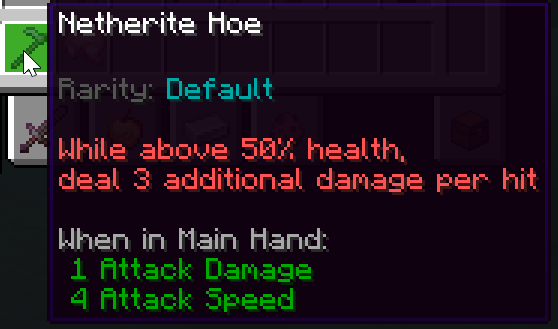 Netherite Hoe
Rarity: Default
While above 50% health,
deal 3 additional damage per hit
When in Main Hand:
1 Attack Damage
4 Attack Speed